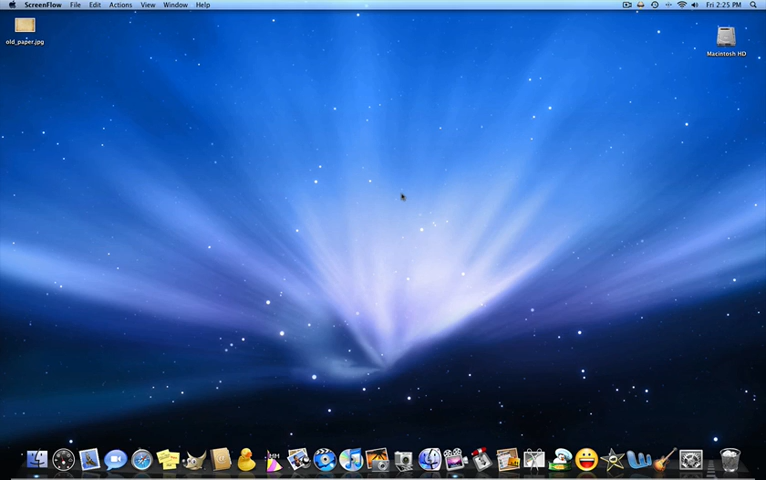 ScreenFlow File Edit Actions View Window Help Fri 2:25 PM
old_paper.jpg
Macintosh HD